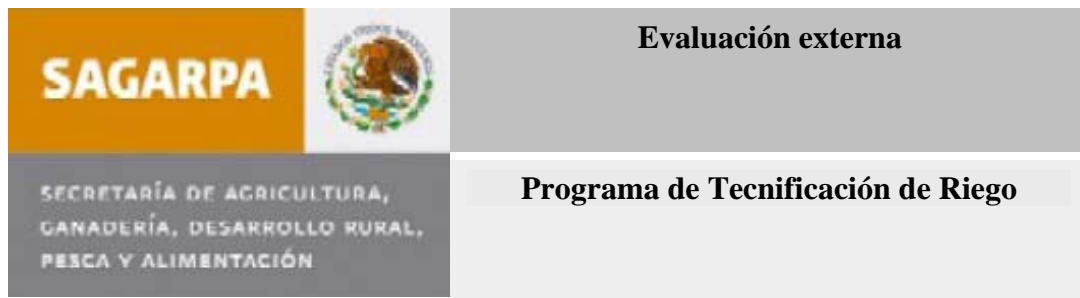 SAGARPA
SECRETARÍA DE AGRICULTURA,
GANADERÍA, DESARROLLO RURAL,
PESCA Y ALIMENTACIÓN
Evaluación externa
Programa de Tecnificación de Riego